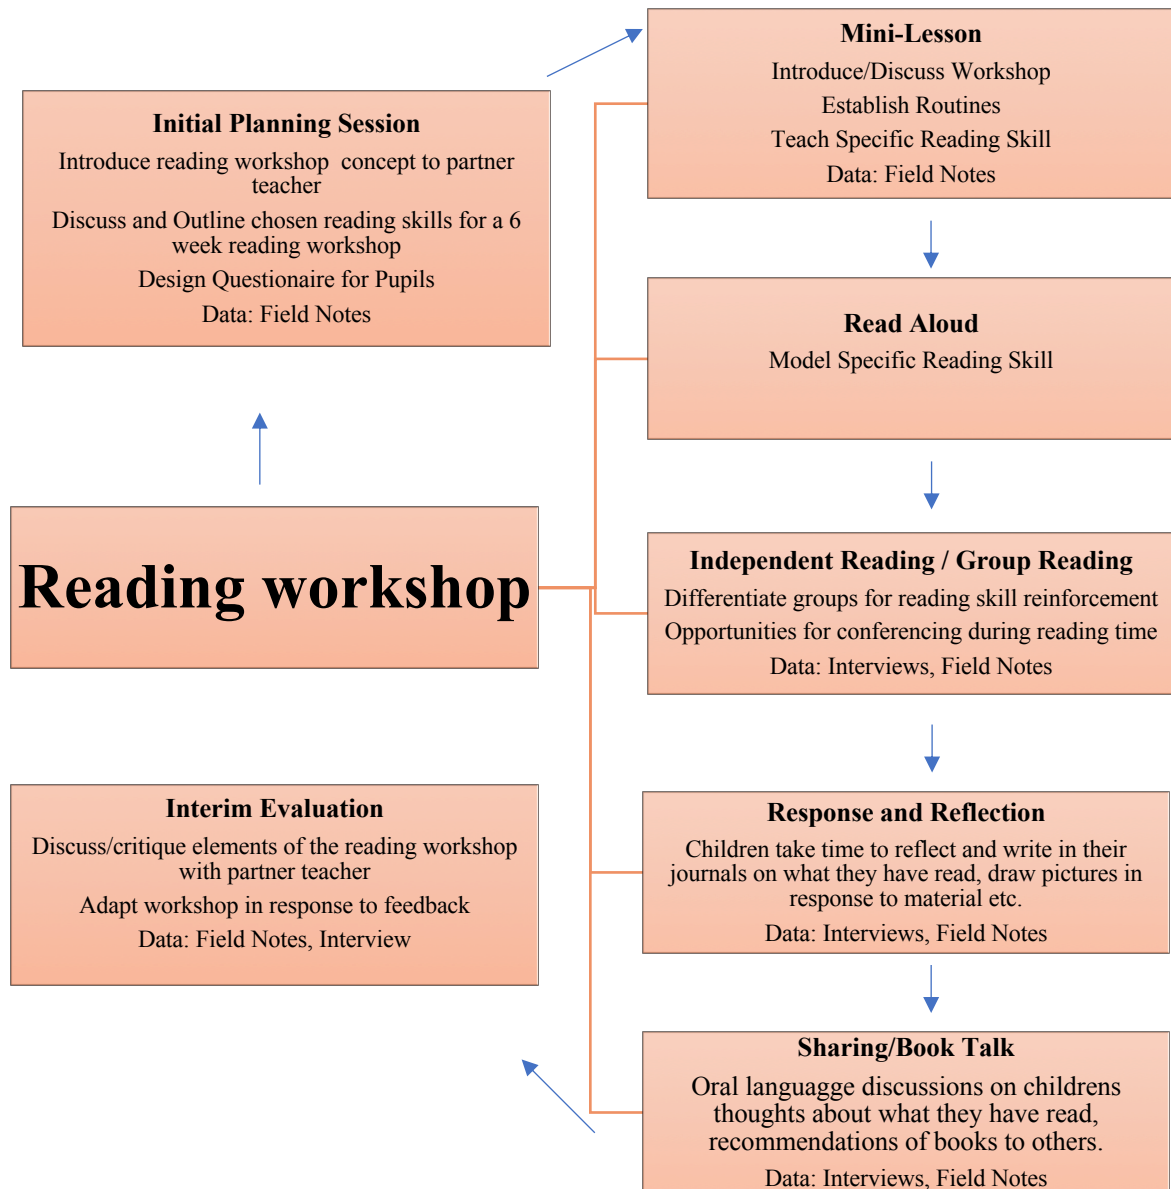 Reading workshop
Initial Planning Session
Introduce reading workshop concept to partner
teacher
Discuss and Outline chosen reading skills for a 6
week reading workshop
Design Questionaire for Pupils
Data: Field Notes
Mini-Lesson
Introduce/Discuss Workshop
Establish Routines
Teach Specific Reading Skill
Data: Field Notes
Read Aloud
Model Specific Reading Skill
Independent Reading / Group Reading
Differentiate groups for reading skill reinforcement
Opportunities for conferencing during reading time
Data: Interviews, Field Notes
Response and Reflection
Children take time to reflect and write in their
journals on what they have read, draw pictures in
response to material etc.
Data: Interviews, Field Notes
Sharing/Book Talk
Oral languagge discussions on childrens
thoughts about what they have read,
recommendations of books to others.
Data: Interviews, Field Notes
Interim Evaluation
Discuss/critique elements of the reading workshop
with partner teacher
Adapt workshop in response to feedback
Data: Field Notes, Interview